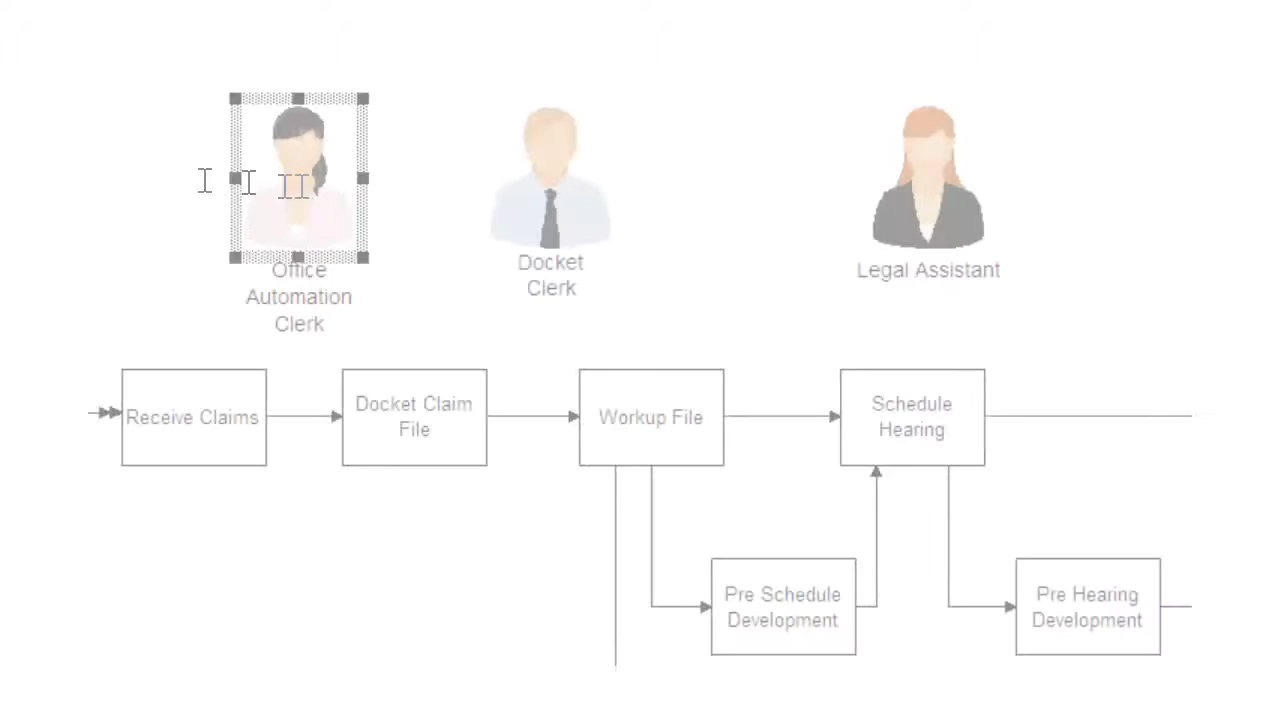 Office
Automation
Clerk
Docket
Clerk
Legal Assistant
Receive Claims
Docket Claim
File
Workup File
Schedule
Hearing
Pre Schedule
Development
Pre Hearing
Development